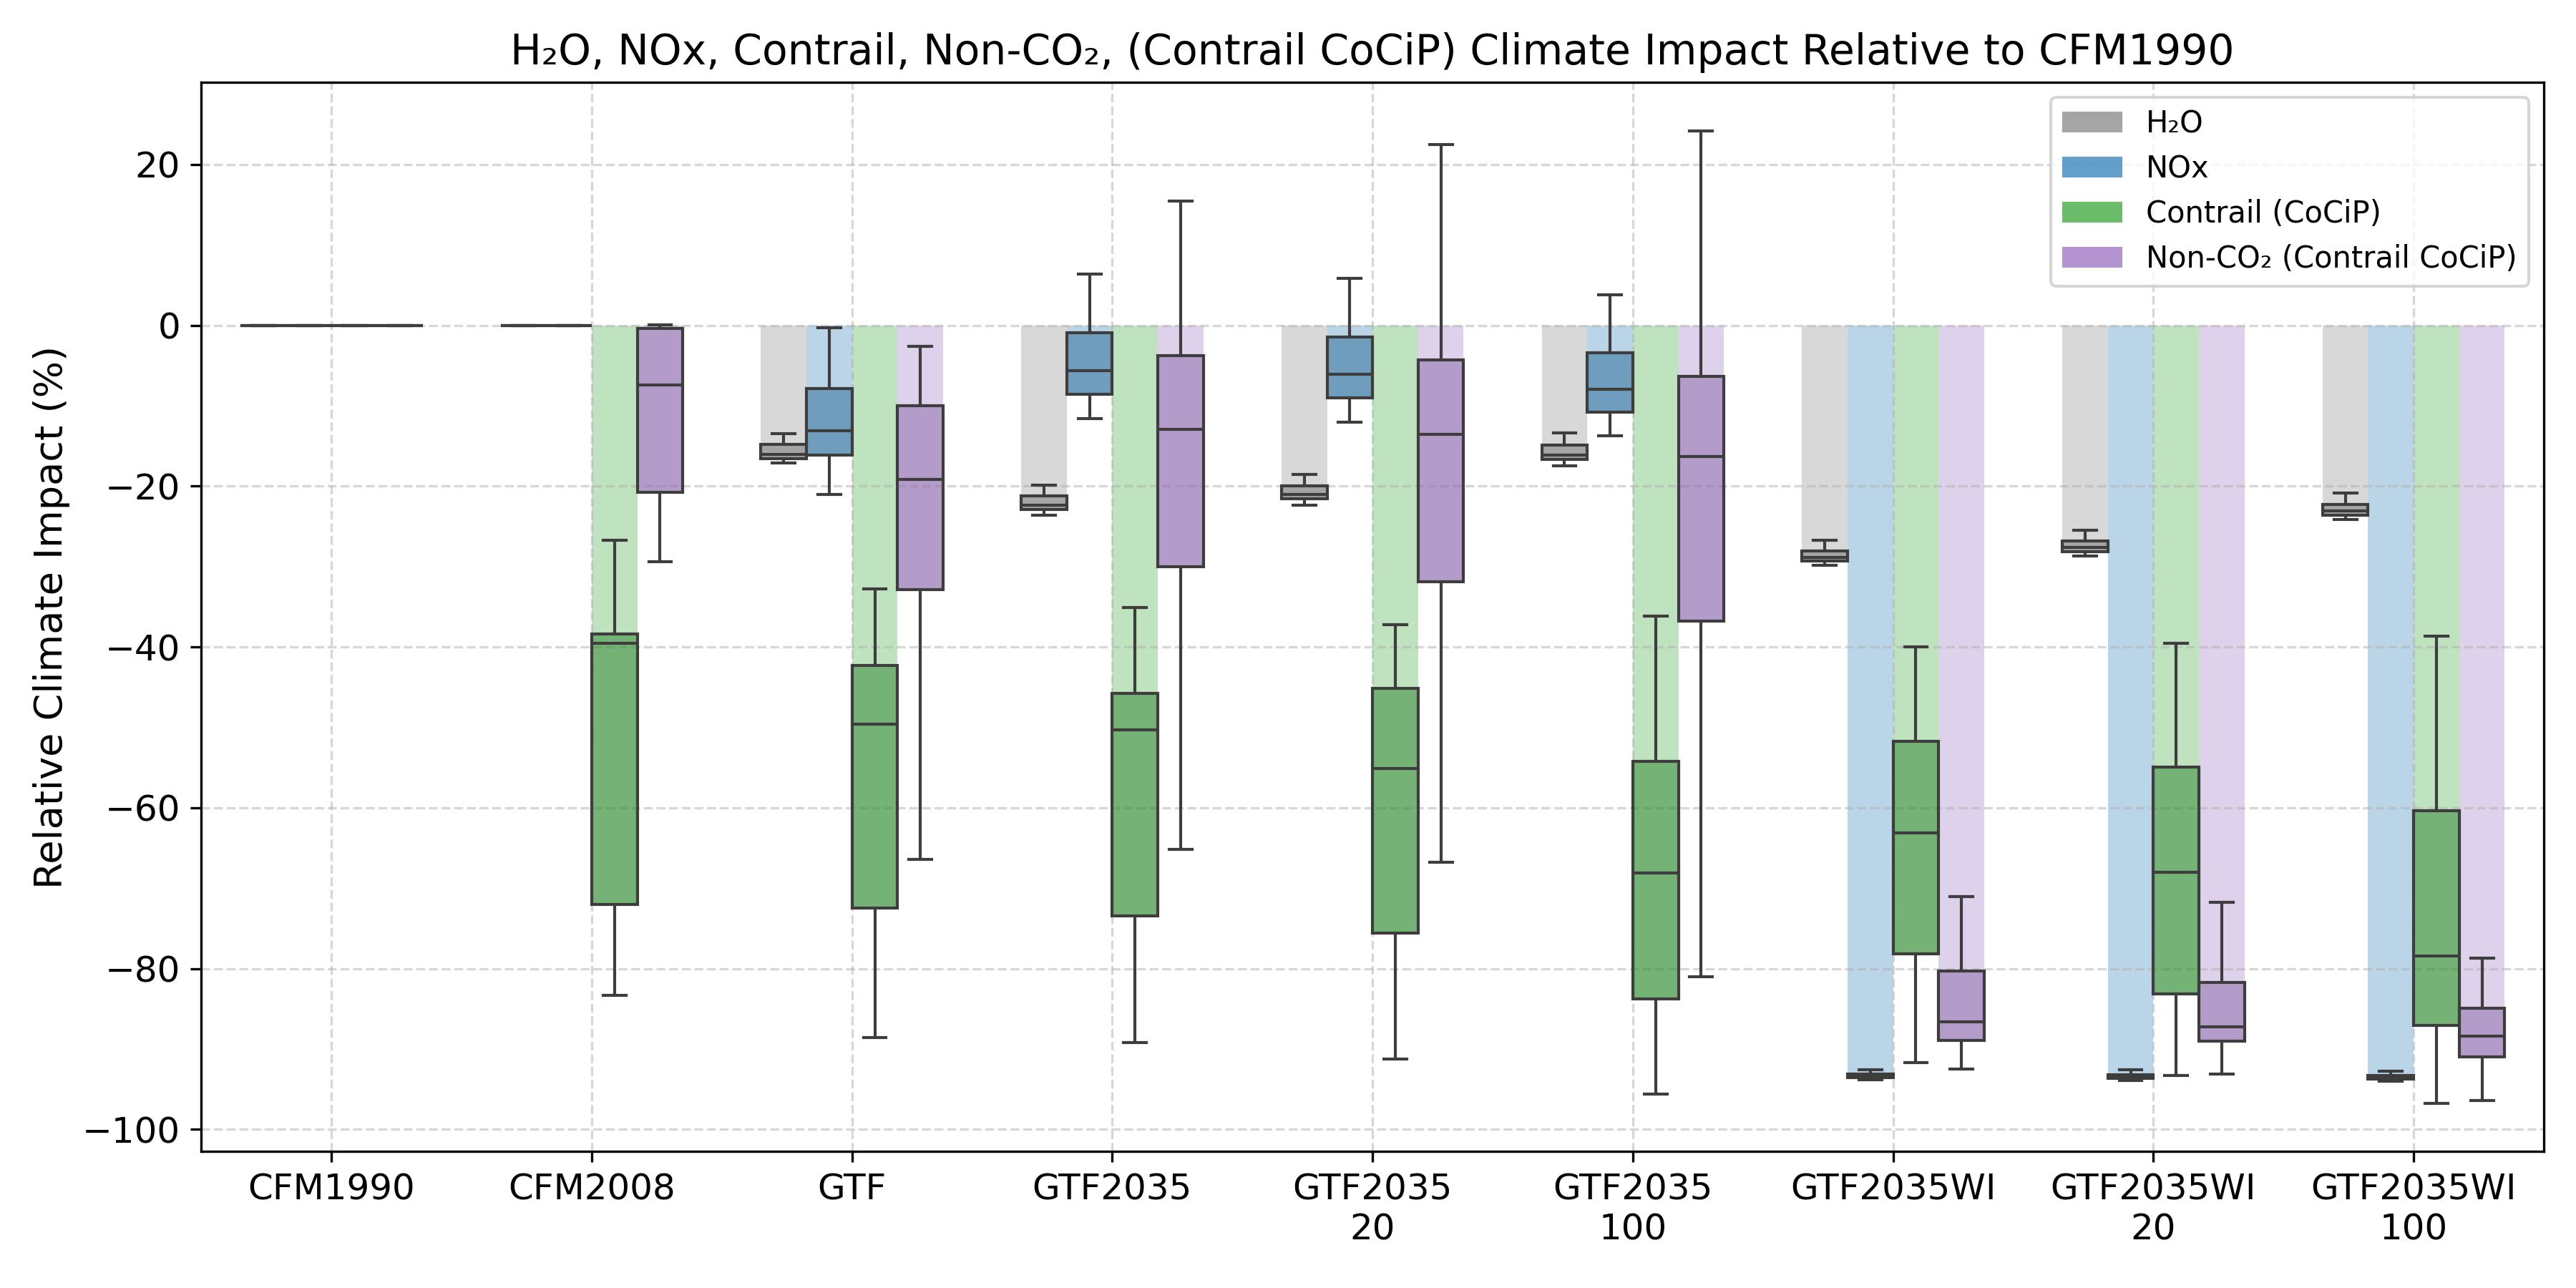 H₂O, NOx, Contrail, Non-CO₂, (Contrail CoCiP) Climate Impact Relative to CFM1990
H₂O
NOx
Contrail (CoCiP)
Non-CO₂ (Contrail CoCiP)
Relative Climate Impact (%)
20
0
−20
−40
−60
−80
−100
CFM1990
CFM2008
GTF
GTF2035
GTF2035
20
GTF2035
100
GTF2035WI
GTF2035WI
20
GTF2035WI
100